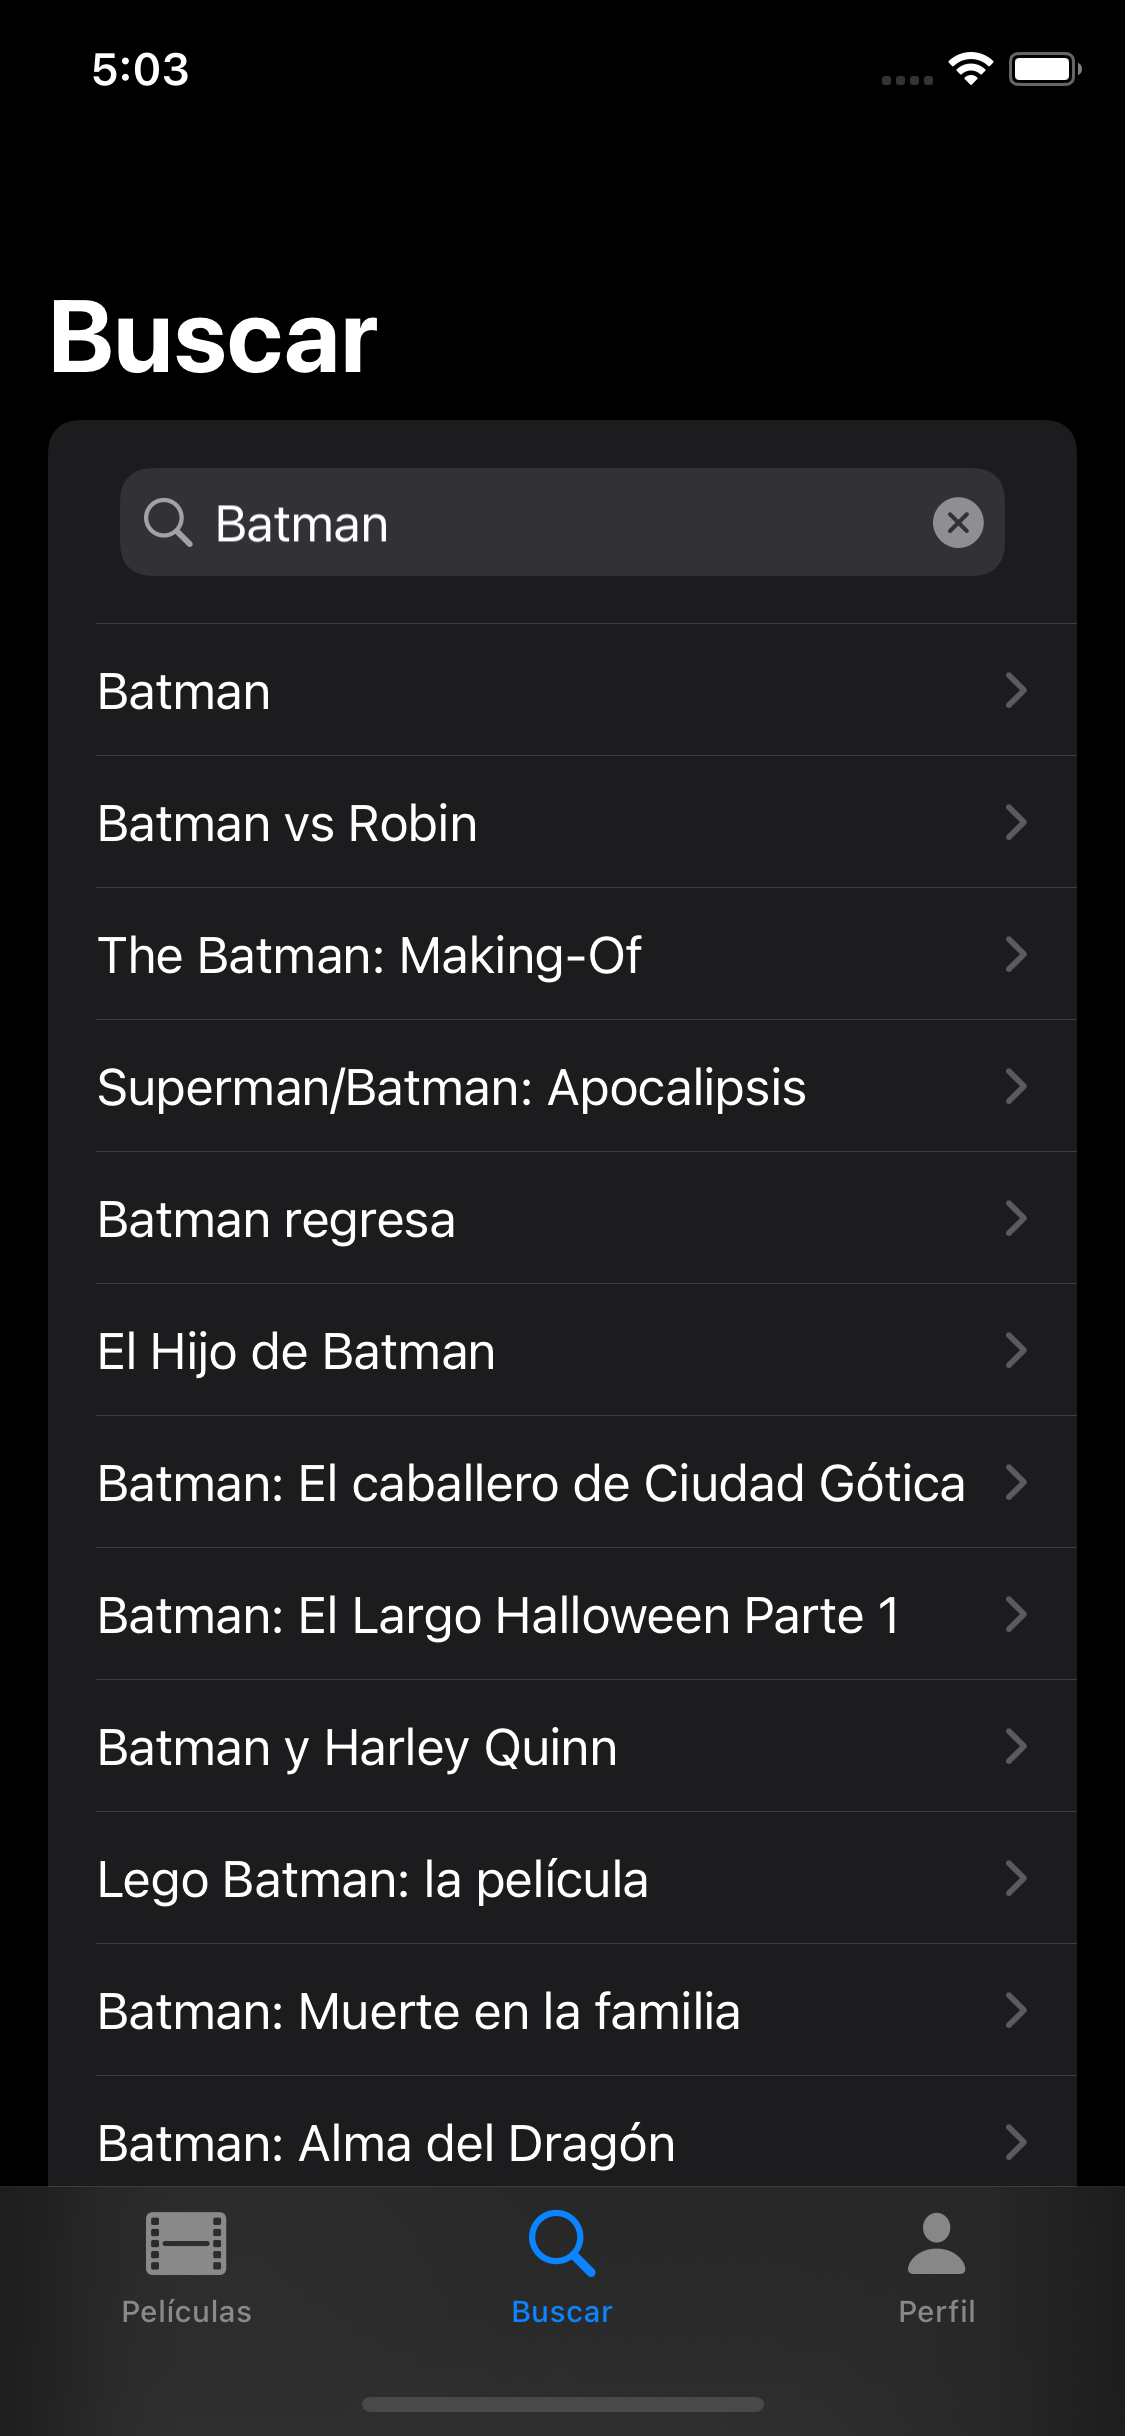 5:03
Buscar
Batman
Batman
Batman vs Robin
The Batman: Making-Of
Superman/Batman: Apocalipsis
Batman regresa
El Hijo de Batman
Batman: El caballero de Ciudad Gótica
Batman: El Largo Halloween Parte 1
Batman y Harley Quinn
Lego Batman: la película
Batman: Muerte en la familia
Batman: Alma del Dragón
Películas
Buscar
Perfil